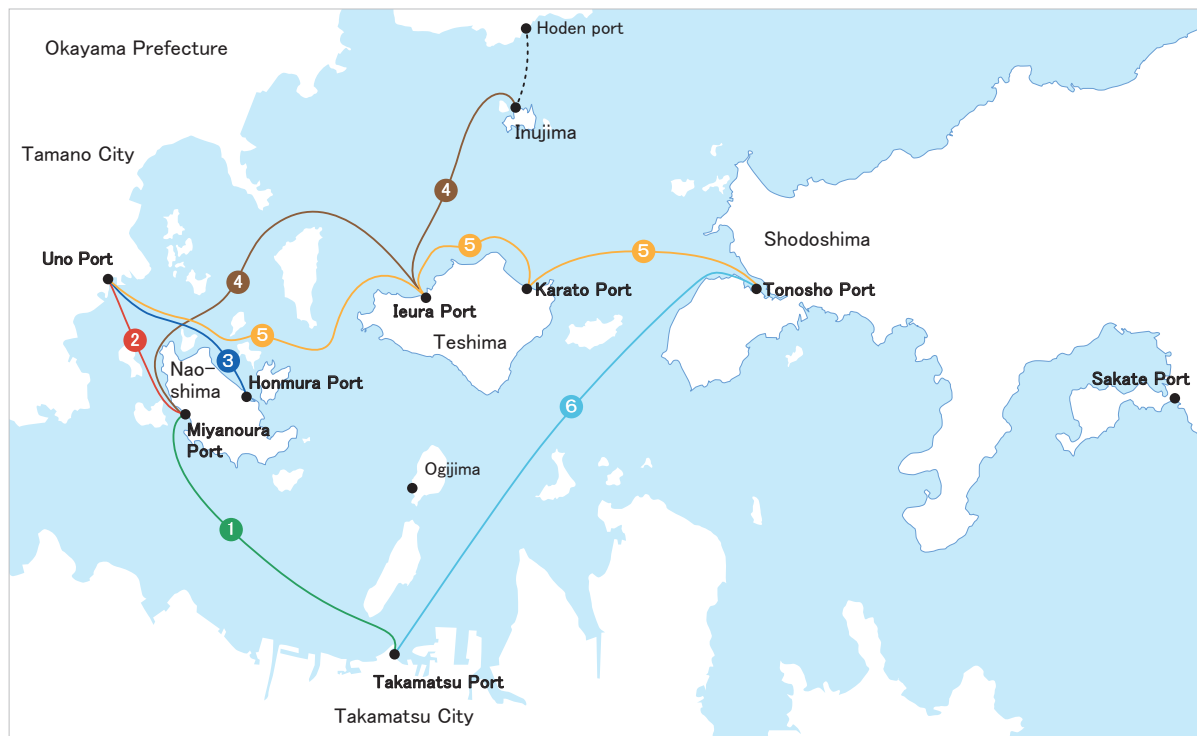 Hoden port
Okayama Prefecture
Inujima
Tamano City
4
Shodoshima
5
5
Uno Port
4
Karato Port
Tonosho Port
Ieura Port
5
2
Teshima
3
Nao-
shima
Honmura Port
Sakate Port
6
Miyanoura
Port
Ogijima
1
Takamatsu Port
Takamatsu City